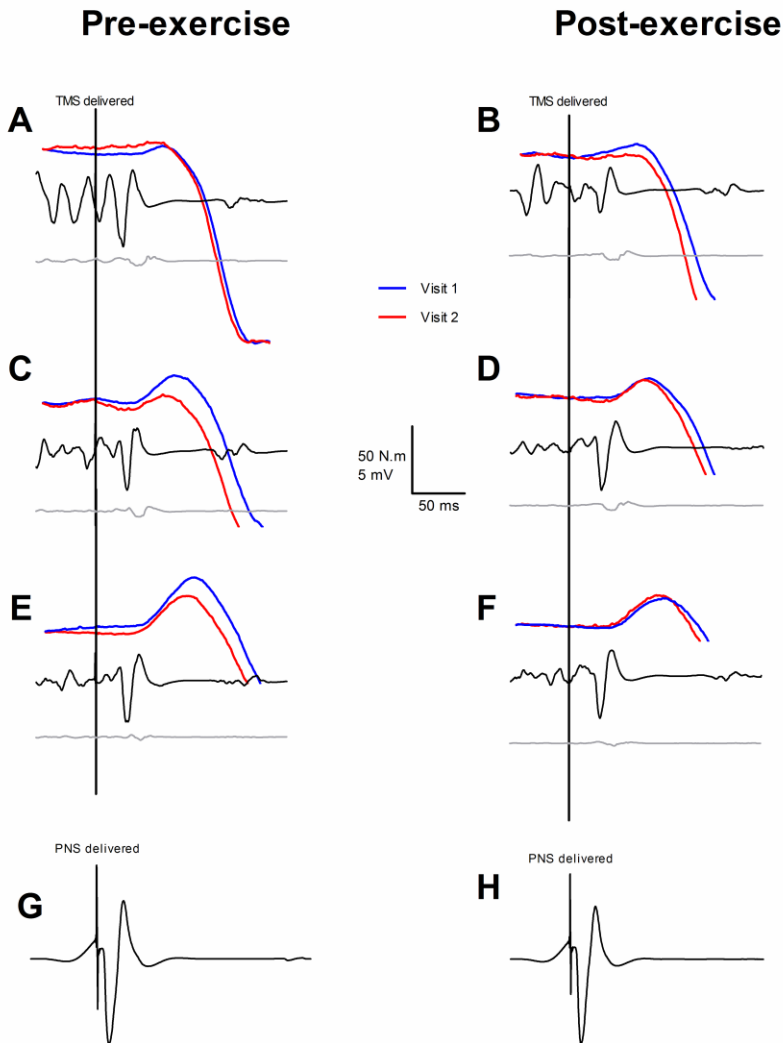 Pre-exercise
Post-exercise
TMS delivered
TMS delivered
A
B
Visit 1
Visit 2
C
D
50 N.m
5 mV
50 ms
E
F
PNS delivered
PNS delivered
G
H